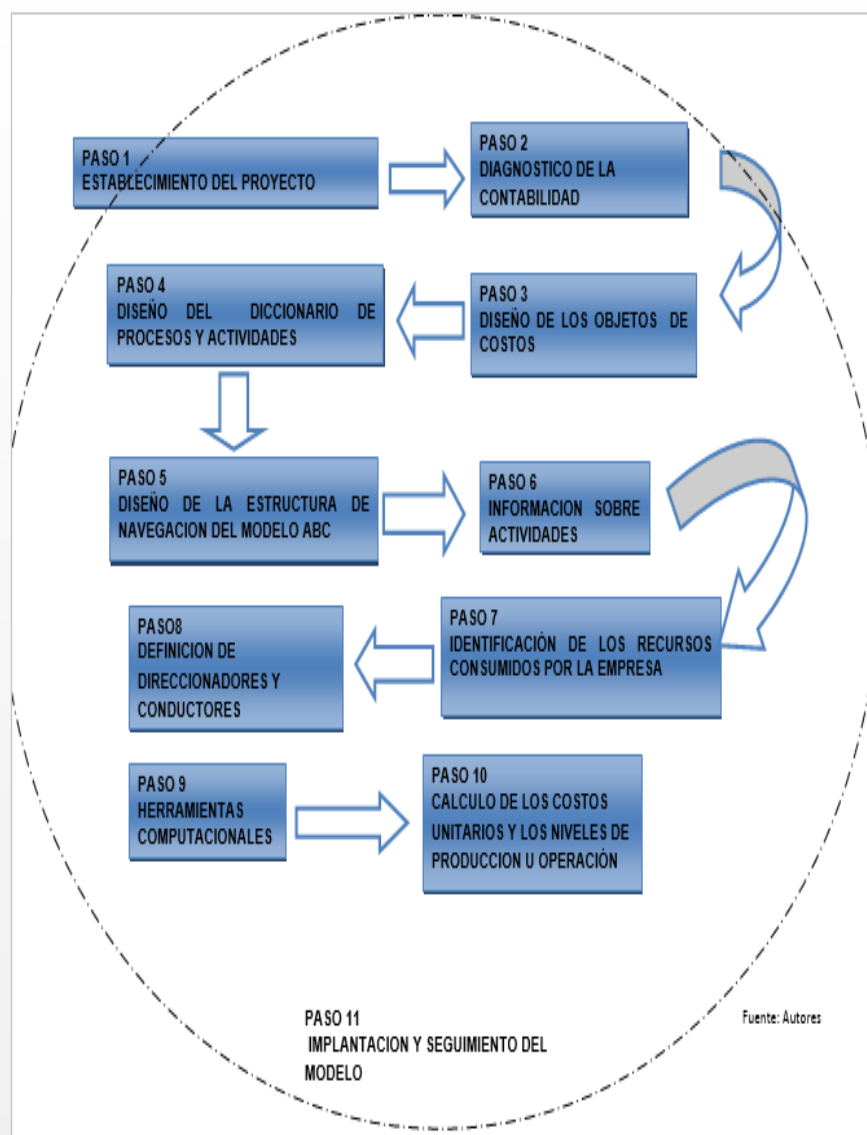 PASO 1
ESTABLECIMIENTO DEL PROYECTO
PASO 2
DIAGNOSTICO DE LA
CONTABILIDAD
PASO 3
DISEÑO DE LOS OBJETOS DE
COSTOS
PASO 4
DISEÑO DEL DICCIONARIO DE
PROCESOS Y ACTIVIDADES
PASO 5
DISEÑO DE LA ESTRUCTURA DE
NAVEGACION DEL MODELO ABC
PASO 6
INFORMACION SOBRE
ACTIVIDADES
PASO 7
IDENTIFICACIÓN DE LOS RECURSOS
CONSUMIDOS POR LA EMPRESA
PASO8
DEFINICION DE
DIRECCIONADORES Y
CONDUCTORES
PASO 9
HERRAMIENTAS
COMPUTACIONALES
PASO 10
CALCULO DE LOS COSTOS
UNITARIOS Y LOS NIVELES DE
PRODUCCION U OPERACIÓN
PASO 11
IMPLANTACION Y SEGUIMIENTO DEL
MODELO
Fuente: Autores